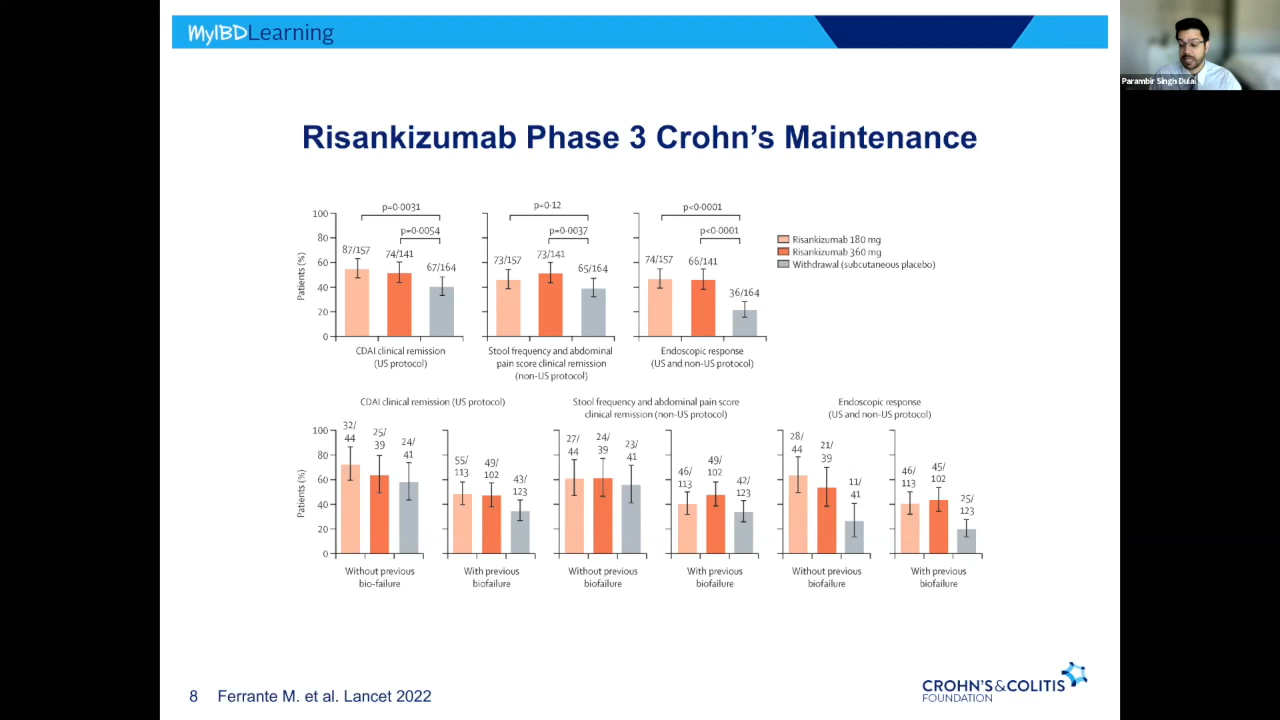 MyIBDLearning
Parambir Singh Dulai
Risankizumab Phase 3 Crohn's Maintenance
p=0·0031
p=0·12
p<0·0001
p=0·0054
p=0·0037
p<0·0001
Patients (%)
100
80
60
40
20
0
87/157
74/141
67/164
73/157
73/141
65/164
74/157
66/141
36/164
Risankizumab 180 mg
Risankizumab 360 mg
Withdrawal (subcutaneous placebo)
CDAI clinical remission
(US protocol)
Stool frequency and abdominal
pain score clinical remission
(non-US protocol)
Endoscopic response
(US and non-US protocol)
CDAI clinical remission (US protocol)
Stool frequency and abdominal pain score
clinical remission (non-US protocol)
Endoscopic response
(US and non-US protocol)
Patients (%)
100
80
60
40
20
0
32/
44
25/
39
24/
41
55/
113
49/
102
43/
123
27/
44
24/
39
23/
41
46/
113
49/
102
42/
123
28/
44
21/
39
11/
41
46/
113
45/
102
25/
123
Without previous
bio-failure
With previous
biofailure
Without previous
biofailure
With previous
biofailure
Without previous
biofailure
With previous
biofailure
8 Ferrante M. et al. Lancet 2022
CROHN'S&COLITIS
FOUNDATION